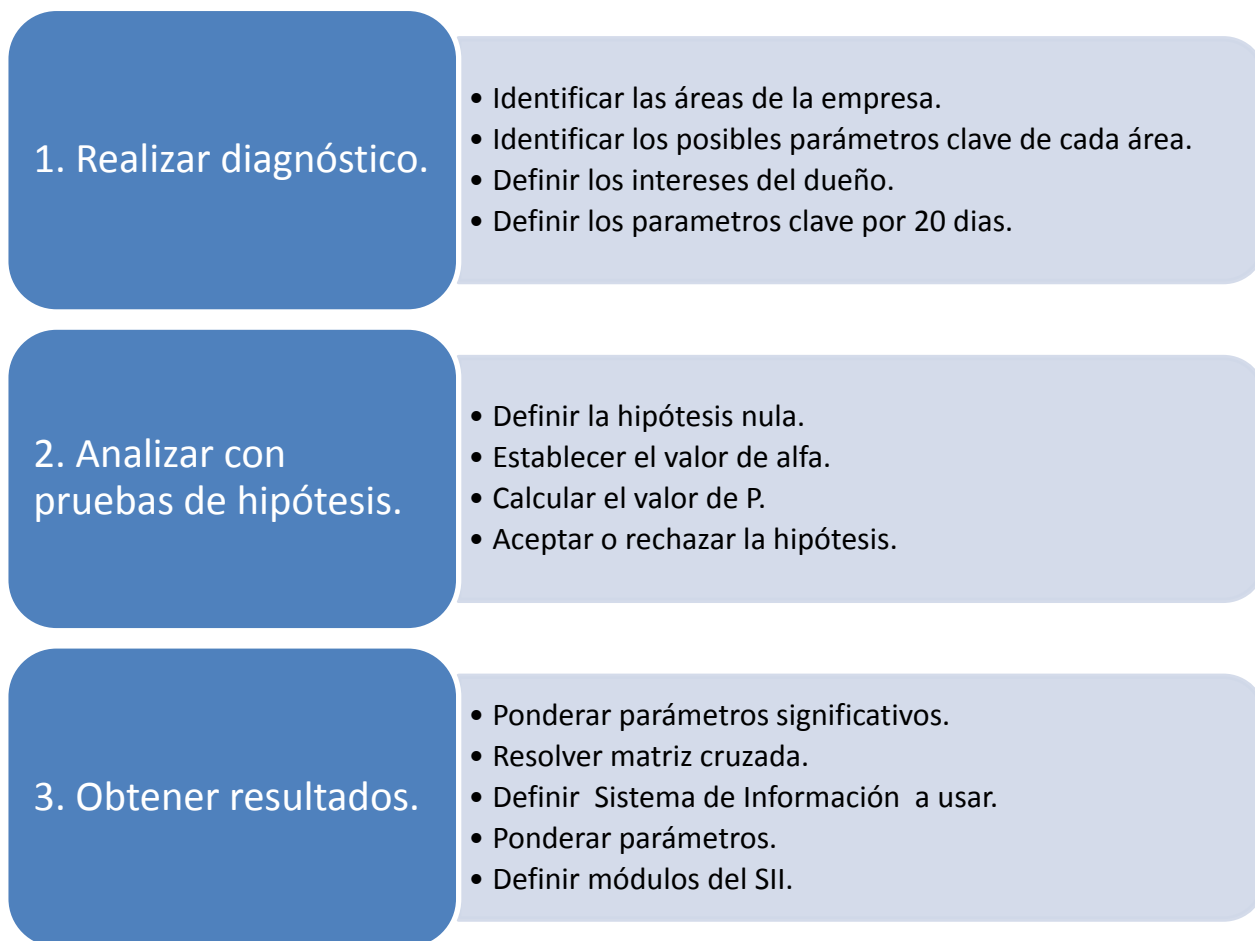 1. Realizar diagnóstico.
• Identificar las áreas de la empresa.
• Identificar los posibles parámetros clave de cada área.
• Definir los intereses del dueño.
• Definir los parametros clave por 20 dias.
2. Analizar con
pruebas de hipótesis.
• Definir la hipótesis nula.
• Establecer el valor de alfa.
• Calcular el valor de P.
• Aceptar o rechazar la hipótesis.
3. Obtener resultados.
• Ponderar parámetros significativos.
• Resolver matriz cruzada.
• Definir  Sistema de Información  a usar.
• Ponderar parámetros.
• Definir módulos del SII.